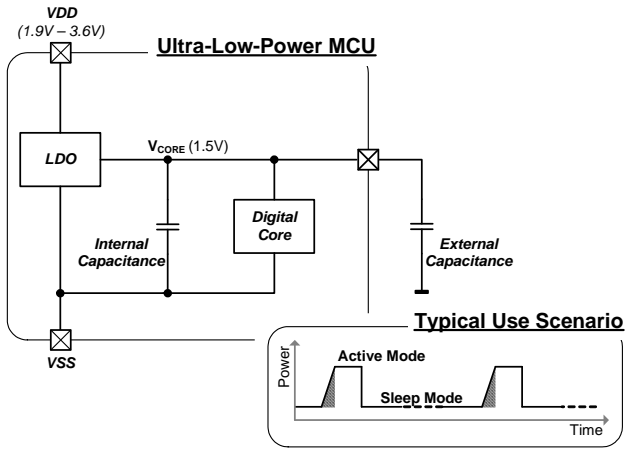 VDD
(1.9V – 3.6V)
Ultra-Low-Power MCU
LDO
VCORE (1.5V)
Internal
Capacitance
Digital
Core
External
Capacitance
VSS
Typical Use Scenario
Power
Active Mode
Sleep Mode
Time